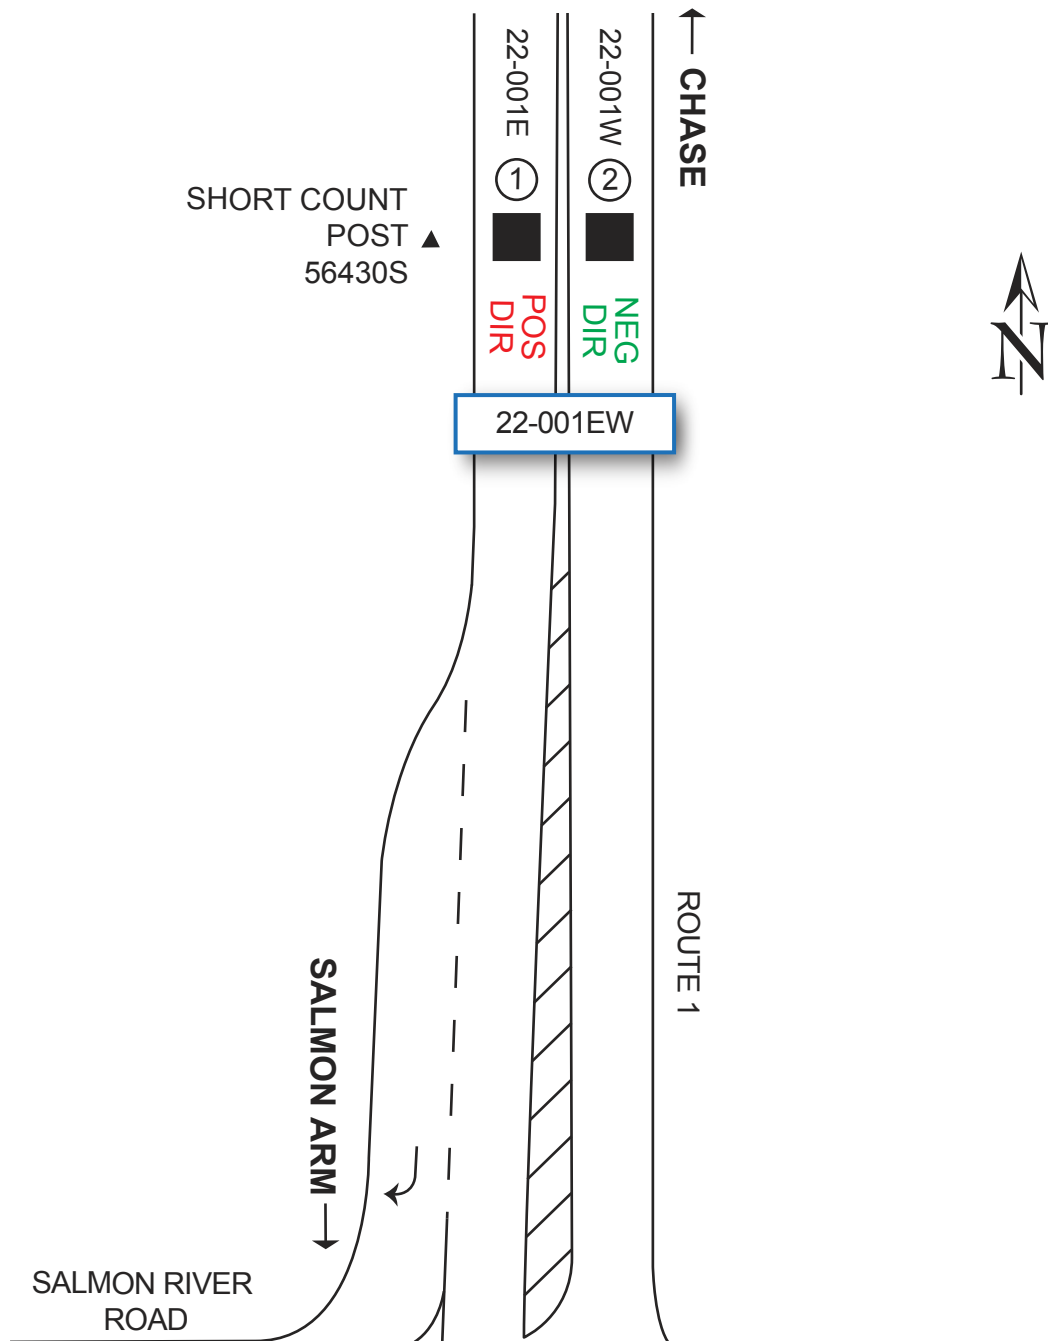 22-001E
22-001W
← CHASE
1
2
SHORT COUNT
POST ▲
56430S
POS
DIR
NEG
DIR
N
22-001EW
ROUTE 1
SALMON ARM →
SALMON RIVER
ROAD